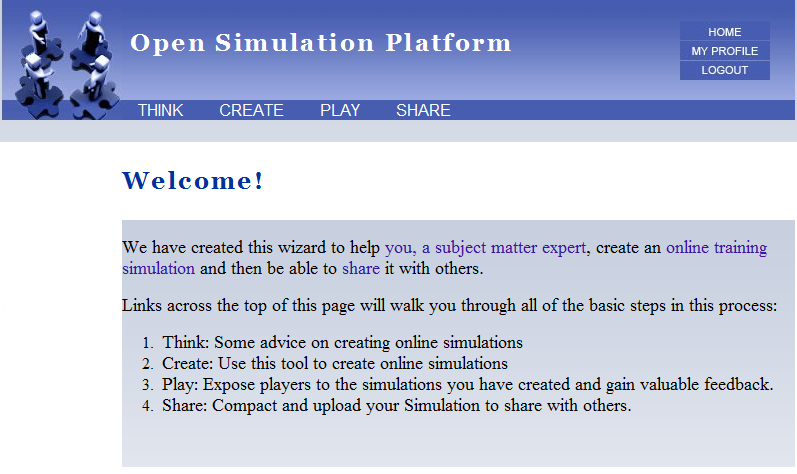 Open Simulation Platform
HOME
MY PROFILE
LOGOUT
THINK CREATE PLAY SHARE
Welcome!
We have created this wizard to help you, a subject matter expert, create an online training
simulation and then be able to share it with others.
Links across the top of this page will walk you through all of the basic steps in this process:
1. Think: Some advice on creating online simulations
2. Create: Use this tool to create online simulations
3. Play: Expose players to the simulations you have created and gain valuable feedback.
4. Share: Compact and upload your Simulation to share with others.